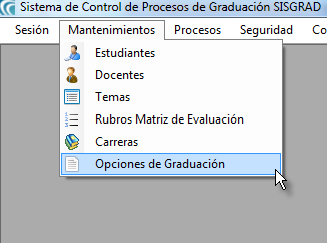 Sistema de Control de Procesos de Graduación SISGRAD
Sesión Mantenimientos Procesos Seguridad Co
Estudiantes
Docentes
Temas
Rubros Matriz de Evaluación
Carreras
Opciones de Graduación